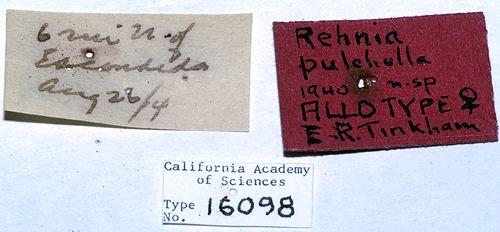 6 mi N. of
Escondido
Aug 26/4
Rehnia
pulchella
1940 n.sp
ALLOTYPE ♀
E.R.Tinkham
California Academy
of Sciences
Type
No. 16098